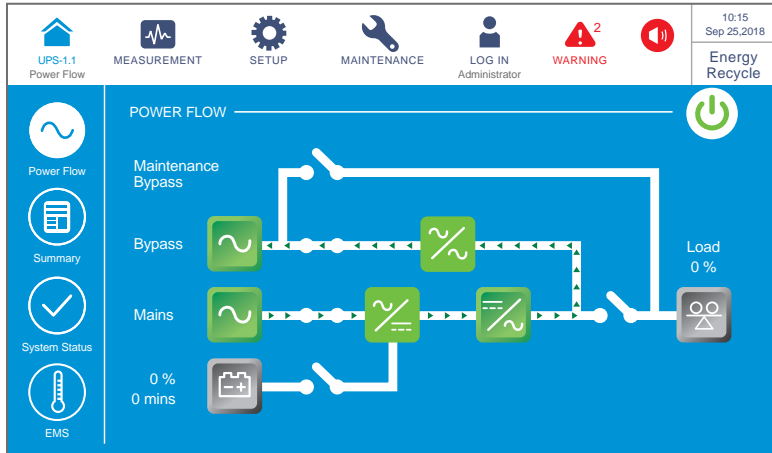 UPS-1.1
Power Flow
MEASUREMENT
SETUP
MAINTENANCE
LOG IN
Administrator
2
WARNING
10:15
Sep 25,2018
Energy
Recycle
Power Flow
Summary
System Status
EMS
POWER FLOW
Maintenance
Bypass
Bypass
Mains
0 %
0 mins
Load
0 %